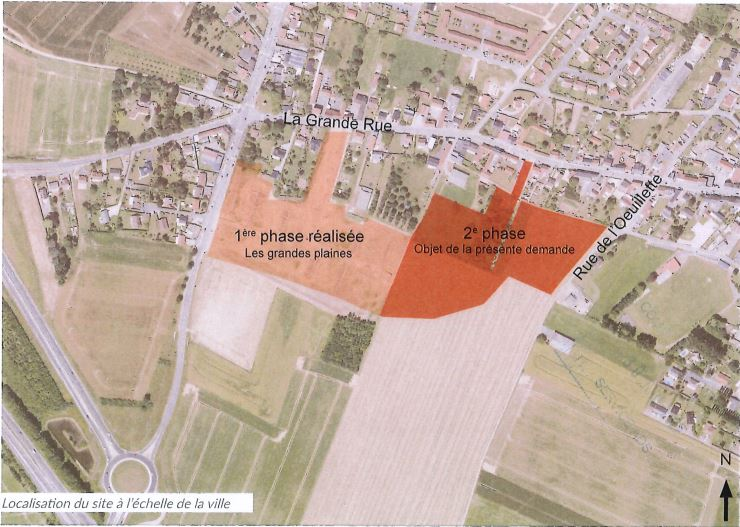 La Grande Rue
1ère phase réalisée
Les grandes plaines
2e phase
Objet de la présente demande
Rue de l'Oeuillette
N
Localisation du site à l'échelle de la ville